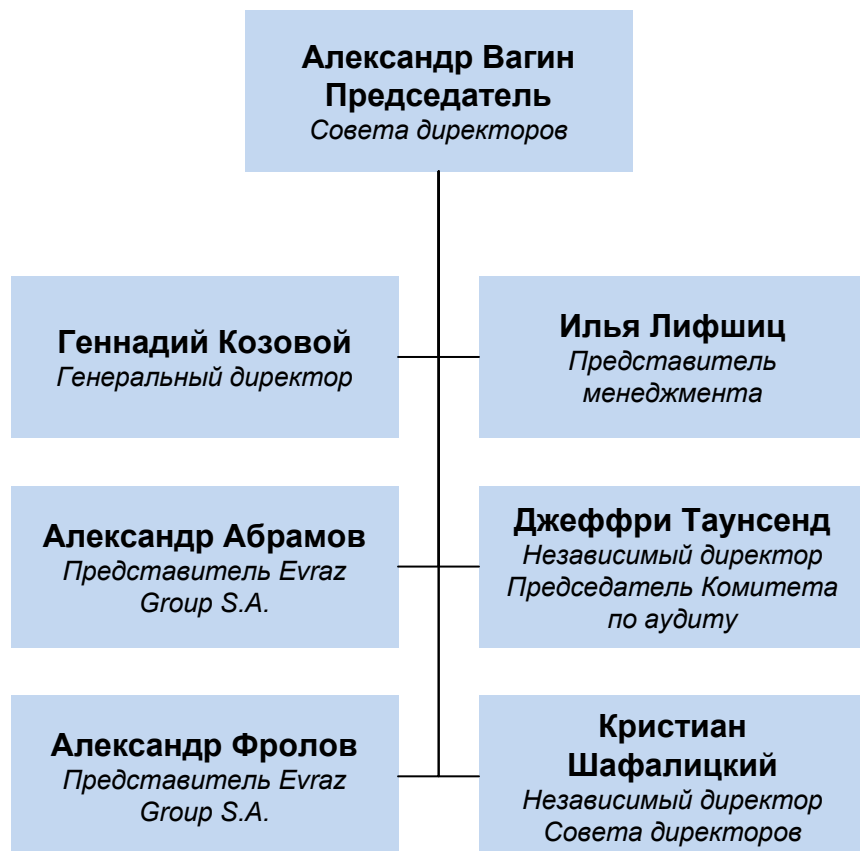 Александр Вагин
Председатель
Совета директоров
Геннадий Козовой
Генеральный директор
Илья Лифшиц
Представитель
менеджмента
Александр Абрамов
Представитель Evraz
Group S.A.
Джеффри Таунсенд
Независимый директор
Председатель Комитета
по аудиту
Александр Фролов
Представитель Evraz
Group S.A.
Кристиан
Шафалицкий
Независимый директор
Совета директоров